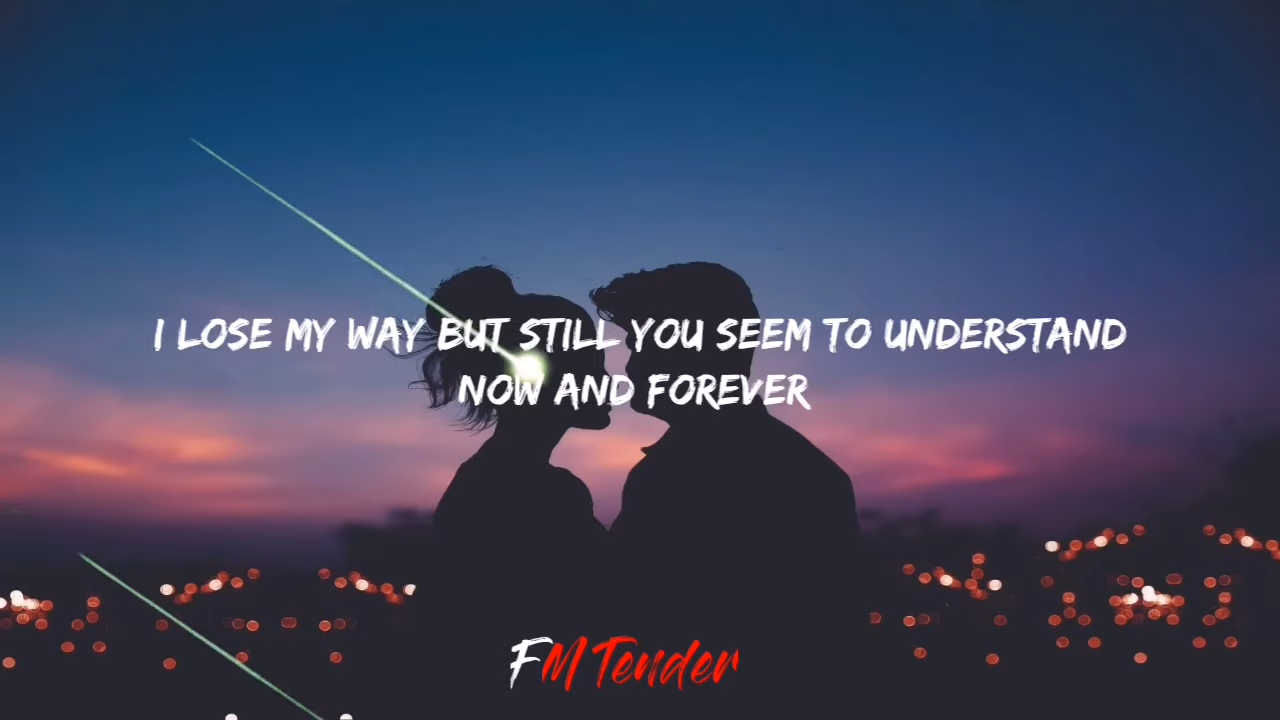 I LOSE MY WAY BUT STILL YOU SEEM TO UNDERSTAND
NOW AND FOREVER
FM Tender